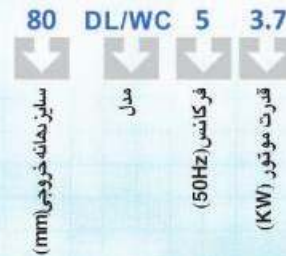 80 DL/WC 5 3.7
سایز دهانه خروجی(mm)
مدل
فرکانس(50Hz)
قدرت موتور (KW)